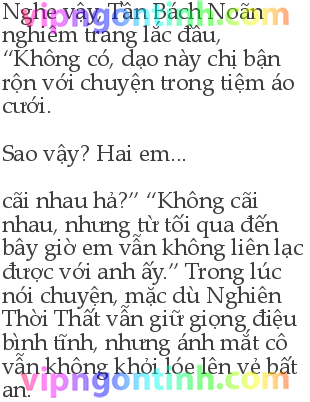 Nghe vậy, Tần Bách Noãn
nghiêm trang lắc đầu,
“Không có, dạo này chị bận
rộn với chuyện trong tiệm áo
cưới.
Sao vậy? Hai em...
cãi nhau hả?” “Không cãi
nhau, nhưng từ tối qua đến
bây giờ em vẫn không liên lạc
được với anh ấy.” Trong lúc
nói chuyện, mặc dù Nghiên
Thời Thất vẫn giữ giọng điệu
bình tĩnh, nhưng ánh mắt cô
vẫn không khỏi lóe lên vẻ bất
an.
vipngontinh.com
vipngontinh.com